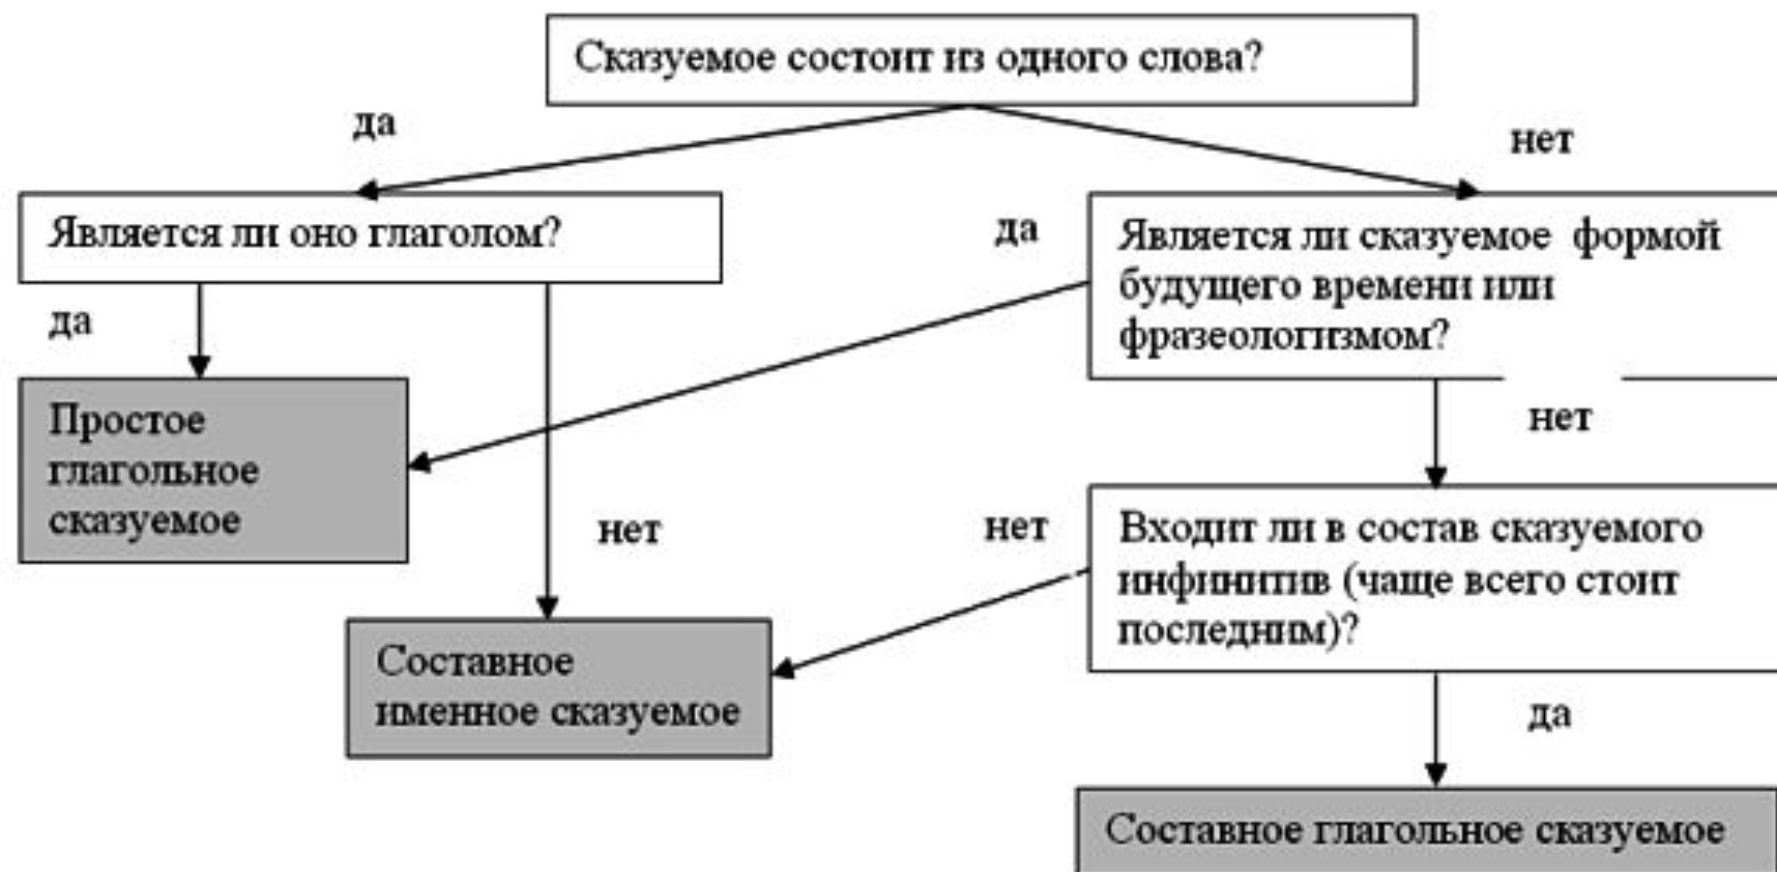 Сказуемое состоит из одного слова?
да
нет
Является ли оно глаголом?
да
Является ли сказуемое формой
будущего времени или
фразеологизмом?
да
Простое
глагольное
сказуемое
нет
нет
нет
Входит ли в состав сказуемого
инфинитив (чаще всего стоит
последним)?
Составное
именное сказуемое
да
Составное глагольное сказуемое